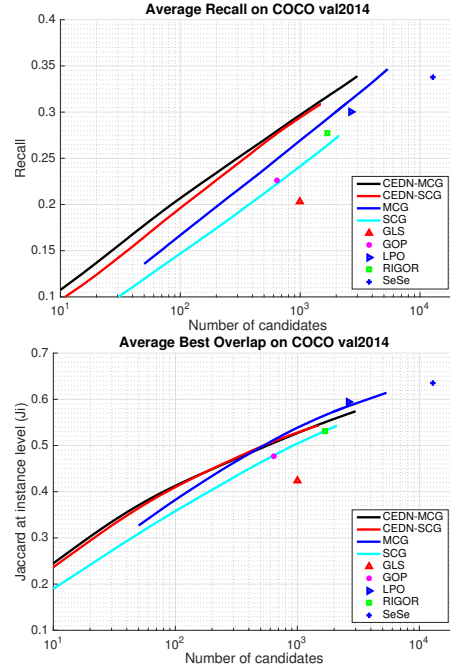 Average Recall on COCO val2014
0.4
0.35
0.3
0.25
0.2
0.15
0.1
Recall
10^1
10^2
10^3
10^4
Number of candidates
CEDN-MCG
CEDN-SCG
MCG
SCG
GLS
GOP
LPO
RIGOR
SeSe
Average Best Overlap on COCO val2014
0.7
0.6
0.5
0.4
0.3
0.2
0.1
Jaccard at instance level (Ji)
10^1
10^2
10^3
10^4
Number of candidates
CEDN-MCG
CEDN-SCG
MCG
SCG
GLS
GOP
LPO
RIGOR
SeSe